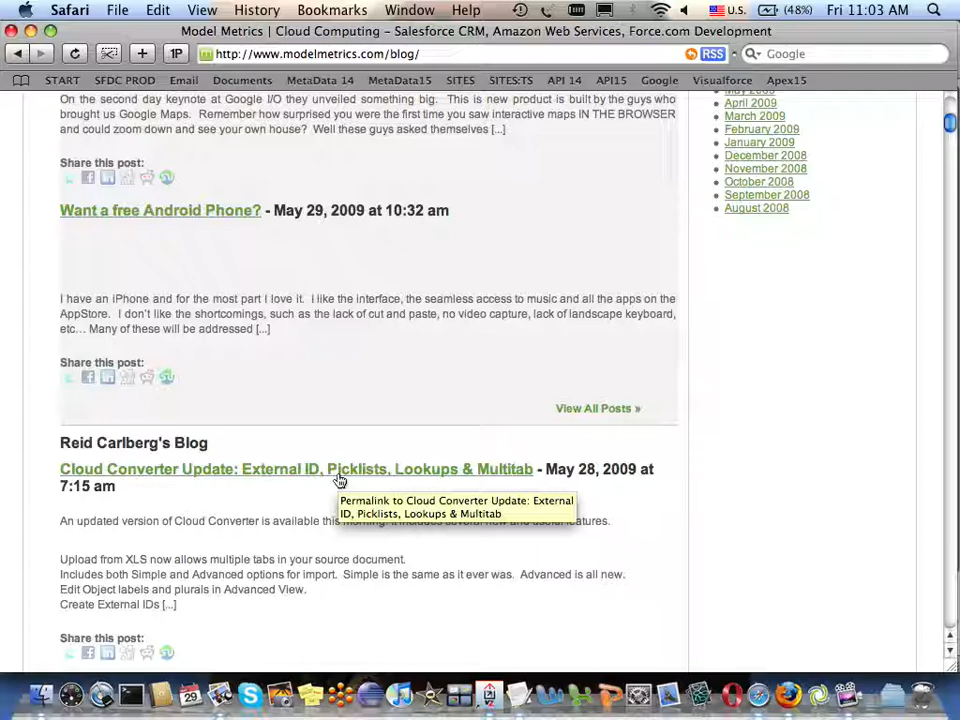 Safari File Edit View History Bookmarks Window Help U.S. (48%) Fri 11:03 AM
Model Metrics | Cloud Computing - Salesforce CRM, Amazon Web Services, Force.com Development
1P http://www.modelmetrics.com/blog/ RSS Google
START SFDC PROD Email Documents MetaData 14 MetaData15 SITES SITES:TS API 14 API15 Google Visualforce Apex15
On the second day keynote at Google I/O they unveiled something big. This is new product is built by the guys who
brought us Google Maps. Remember how surprised you were the first time you saw interactive maps IN THE BROWSER
and could zoom down and see your own house? Well these guys asked themselves [...]
Share this post:
Want a free Android Phone? - May 29, 2009 at 10:32 am
I have an iPhone and for the most part I love it. I like the interface, the seamless access to music and all the apps on the
AppStore. I don't like the shortcomings, such as the lack of cut and paste, no video capture, lack of landscape keyboard,
etc... Many of these will be addressed [...]
Share this post:
View All Posts »
Reid Carlberg's Blog
Cloud Converter Update: External ID, Picklists, Lookups & Multitab - May 28, 2009 at
7:15 am
Permalink to Cloud Converter Update: External
ID, Picklists, Lookups & Multitab
An updated version of Cloud Converter is available this morning. It includes several new and useful features.
Upload from XLS now allows multiple tabs in your source document.
Includes both Simple and Advanced options for import. Simple is the same as it ever was. Advanced is all new.
Edit Object labels and plurals in Advanced View.
Create External IDs [...]
Share this post:
May 2009
April 2009
March 2009
February 2009
January 2009
December 2008
November 2008
October 2008
September 2008
August 2008